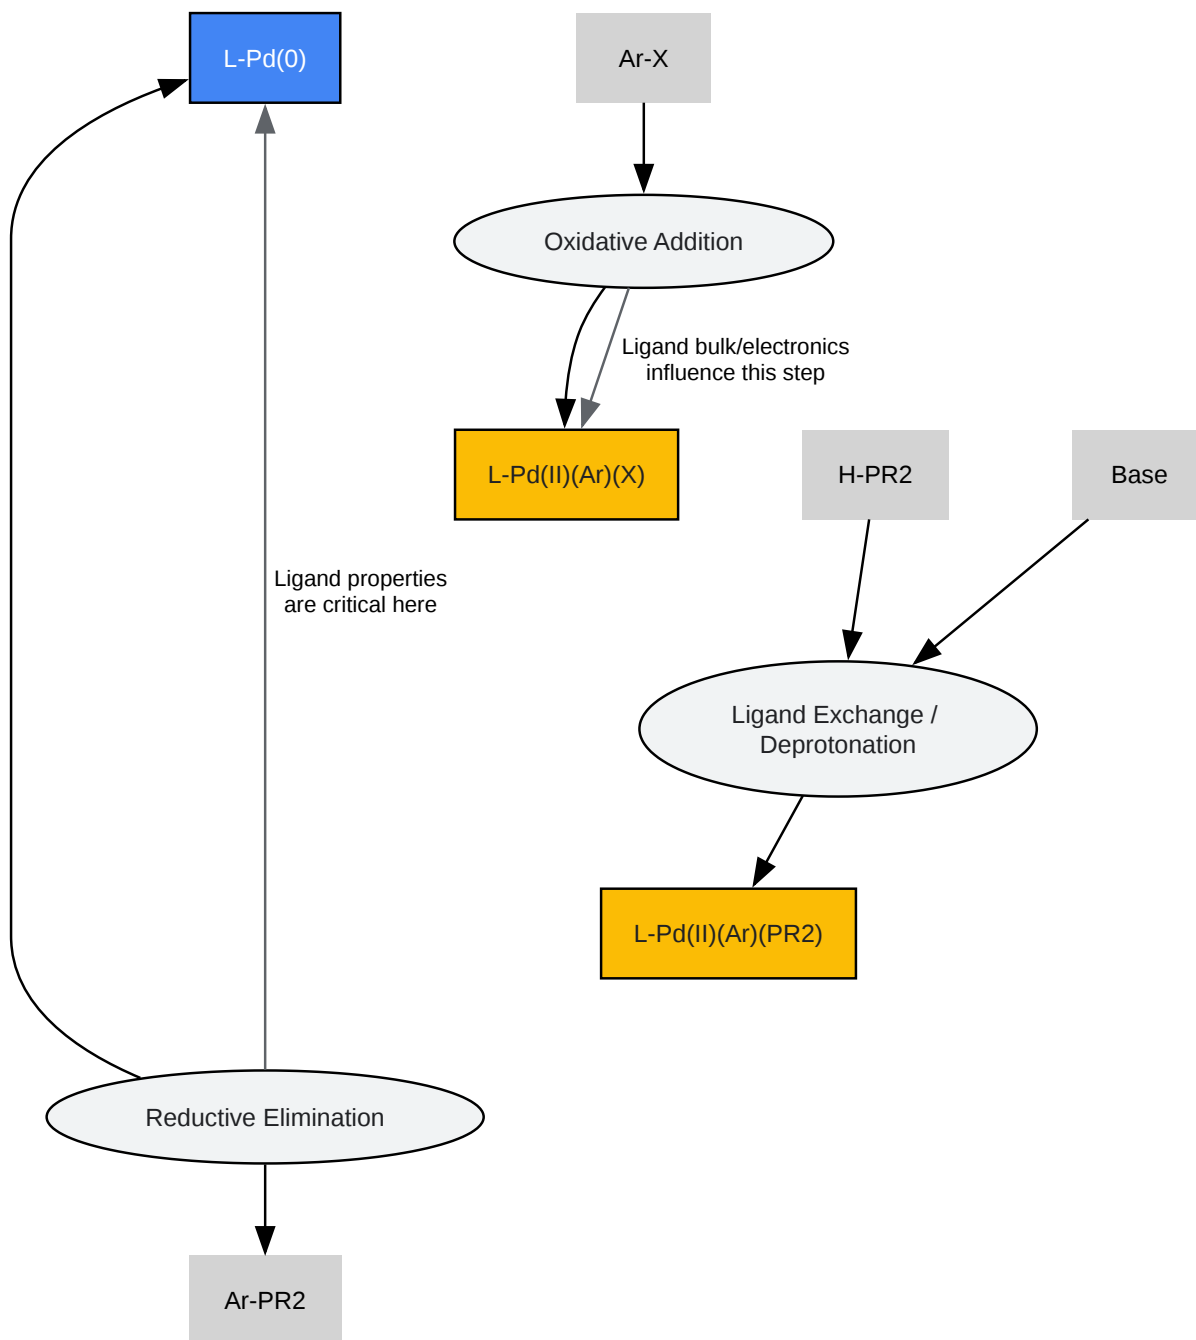 L-Pd(0)
Ar-X
Oxidative Addition
Ligand bulk/electronics
influence this step
L-Pd(II)(Ar)(X)
H-PR2
Base
Ligand properties
are critical here
Ligand Exchange /
Deprotonation
L-Pd(II)(Ar)(PR2)
Reductive Elimination
Ar-PR2